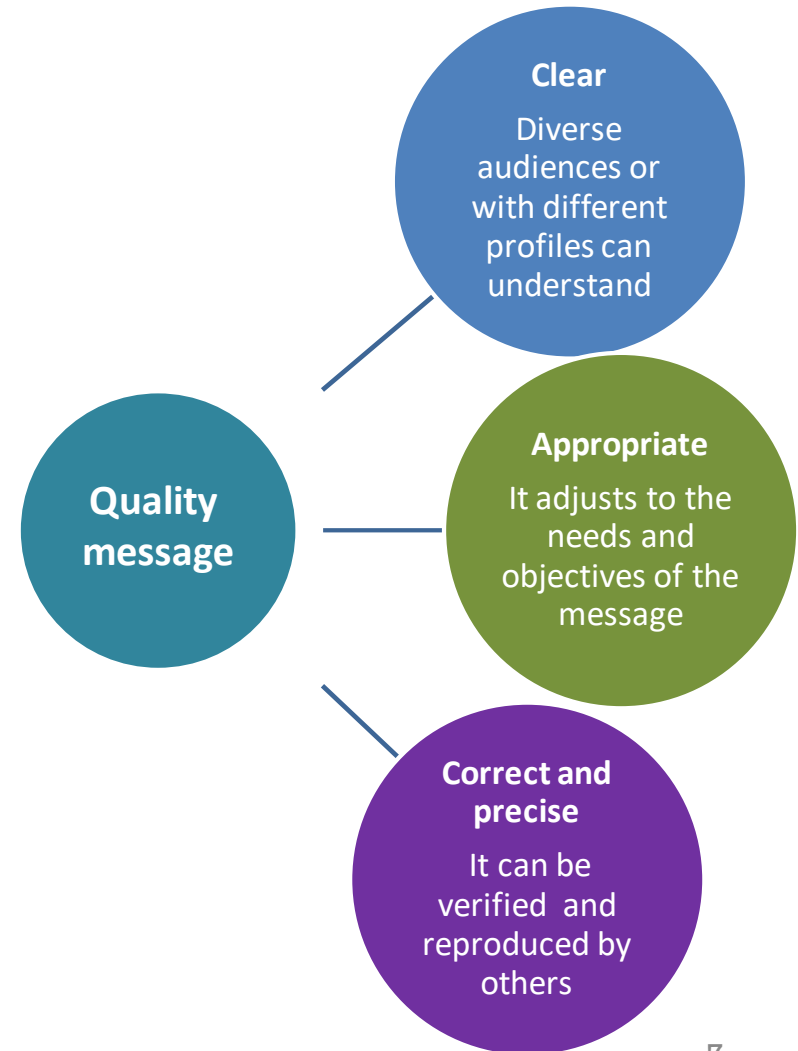 Clear
Diverse
audiences or
with different
profiles can
understand
Quality
message
Appropriate
It adjusts to the
needs and
objectives of the
message
Correct and
precise
It can be
verified and
reproduced by
others